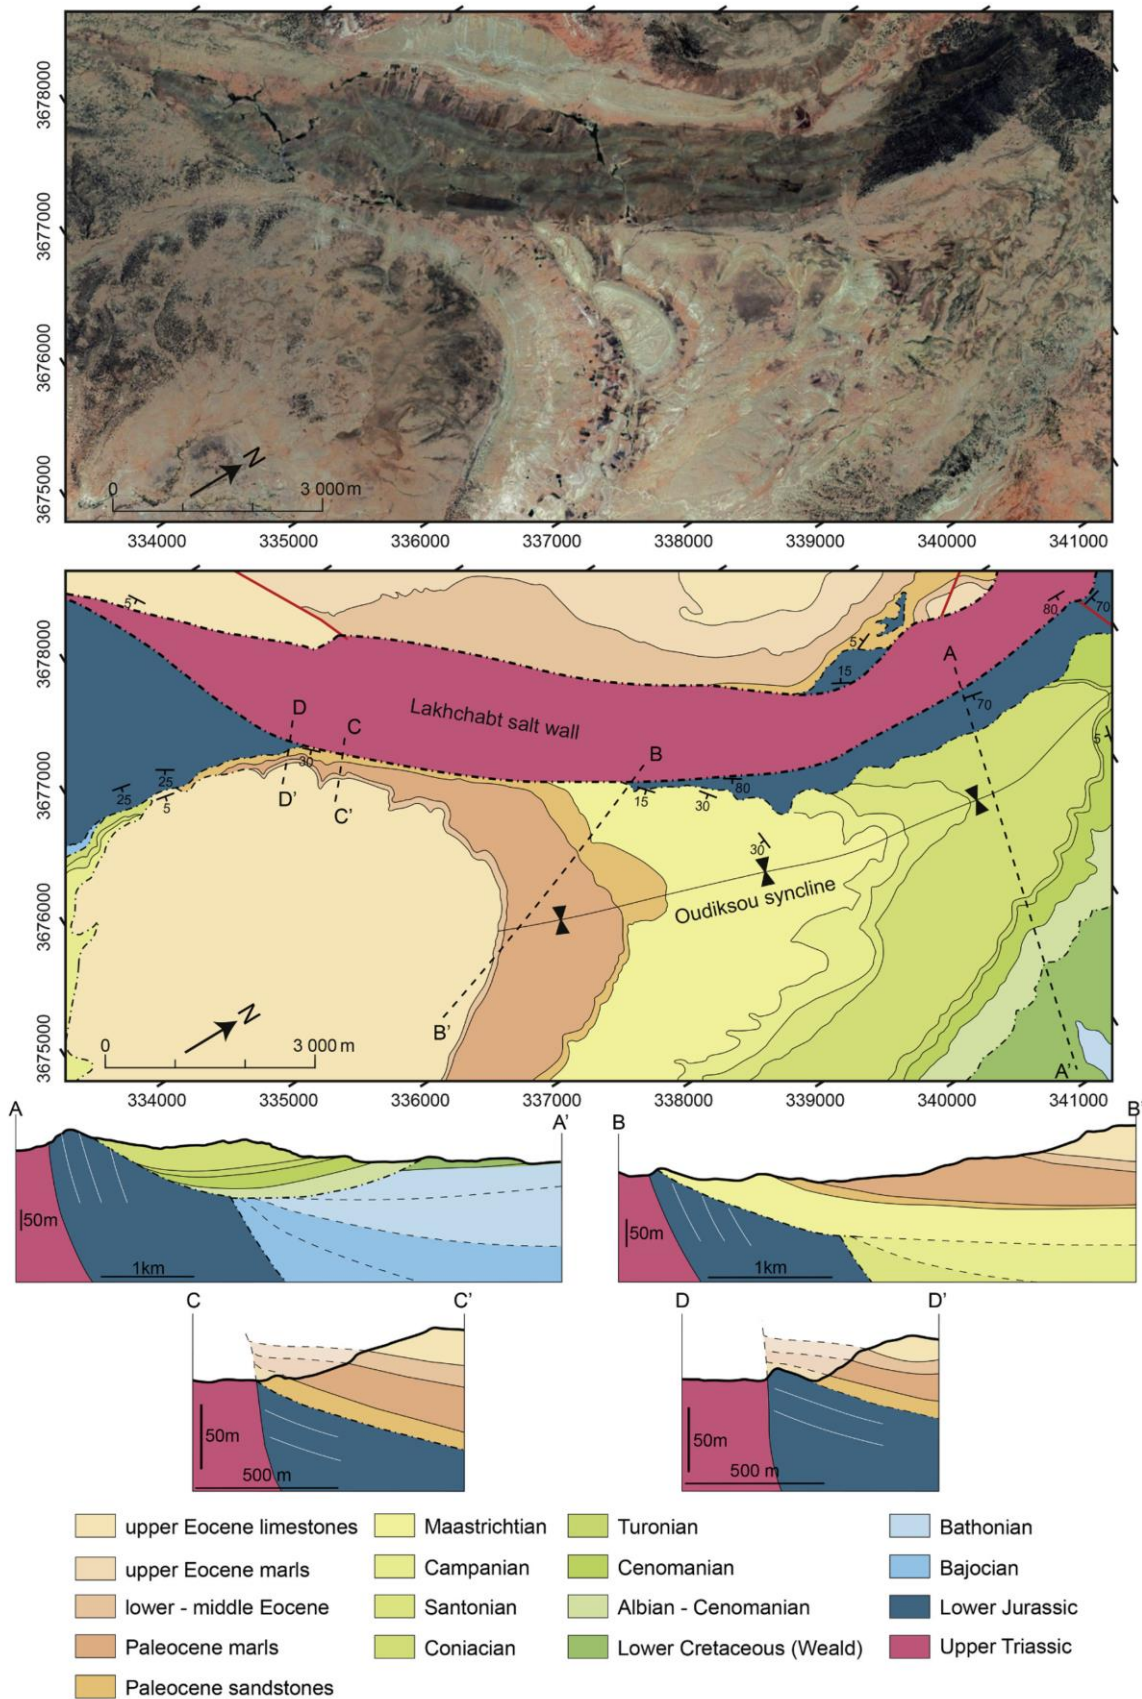 3678000
3677000
3676000
3675000
N
0
3 000 m
334000
335000
336000
337000
338000
339000
340000
341000
5
80
70
3678000
A
5
15
D
C
Lakhchabt salt wall
70
B
5
30
3677000
25
25
5
D'
C'
15
30
80
30
Oudiksou syncline
3676000
N
B'
0
3 000 m
3675000
A'
334000
335000
336000
337000
338000
339000
340000
341000
A
A'
B
B'
50m
1km
50m
1km
C
C'
D
D'
50m
500 m
50m
500 m
upper Eocene limestones
upper Eocene marls
lower - middle Eocene
Paleocene marls
Paleocene sandstones
Maastrichtian
Campanian
Santonian
Coniacian
Turonian
Cenomanian
Albian - Cenomanian
Lower Cretaceous (Weald)
Bathonian
Bajocian
Lower Jurassic
Upper Triassic